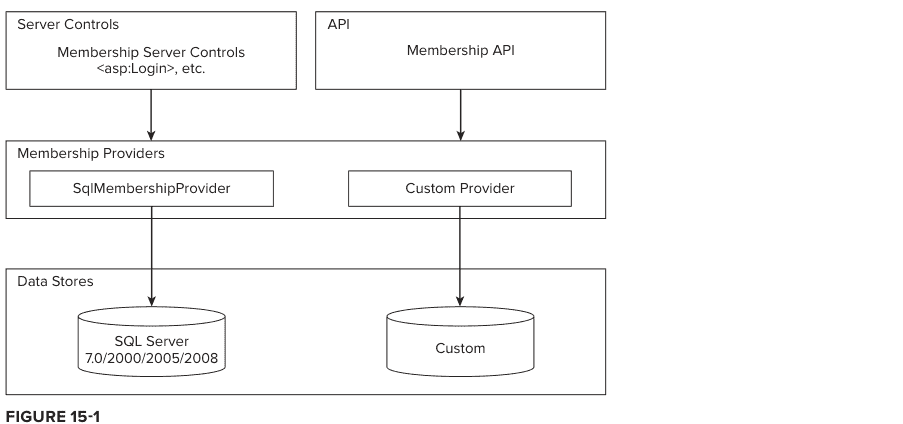 Server Controls
Membership Server Controls
<asp:Login>, etc.
API
Membership API
Membership Providers
SqlMembershipProvider
Custom Provider
Data Stores
SQL Server
7.0/2000/2005/2008
Custom
FIGURE 15-1